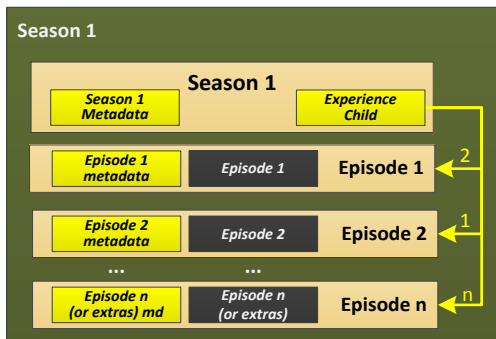 Season 1
Season 1
Season 1
Metadata
Experience
Child
Episode 1
metadata
Episode 1
Episode 1
2
Episode 2
metadata
Episode 2
Episode 2
1
...
...
Episode n
(or extras) md
Episode n
(or extras)
Episode n
n